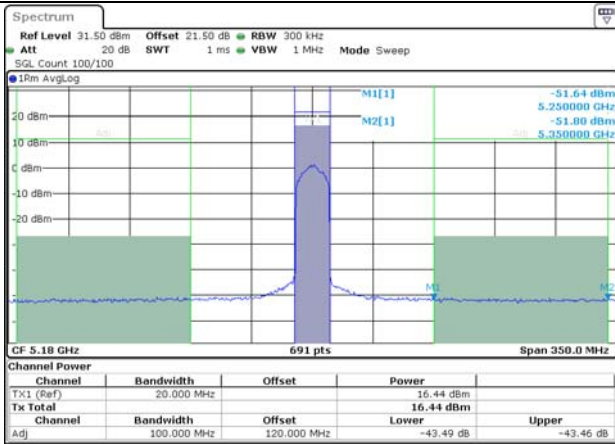 Spectrum
Ref Level 31.50 dBm Offset 21.50 dB RBW 300 kHz
Att 20 dB SWT 1 ms VBW 1 MHz Mode Sweep
SGL Count 100/100
1Rm AvgLog
M1[1] -51.64 dBm
5.250000 GHz
20 dBm M2[1] -51.80 dBm
Adj Adj 5.350000 GHz
10 dBm
0 dBm
-10 dBm
-20 dBm
M1 M2
CF 5.18 GHz 691 pts Span 350.0 MHz
Channel Power
Channel Bandwidth Offset Power
TX1 (Ref) 20.000 MHz 16.44 dBm
Tx Total 16.44 dBm
Channel Bandwidth Offset Lower Upper
Adj 100.000 MHz 120.000 MHz -43.49 dB -43.46 dB